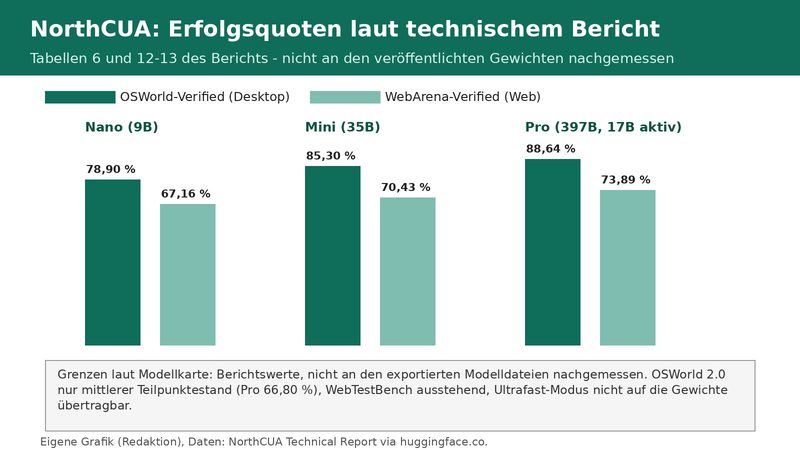 NorthCUA: Erfolgsquoten laut technischem Bericht
Tabellen 6 und 12-13 des Berichts - nicht an den veröffentlichten Gewichten nachgemessen
OSWorld-Verified (Desktop)
WebArena-Verified (Web)
Nano (9B)
Mini (35B)
Pro (397B, 17B aktiv)
78,90 %
67,16 %
85,30 %
70,43 %
88,64 %
73,89 %
Grenzen laut Modellkarte: Berichtswerte, nicht an den exportierten Modelldateien nachgemessen. OSWorld 2.0
nur mittlerer Teilpunktestand (Pro 66,80 %), WebTestBench ausstehend, Ultrafast-Modus nicht auf die Gewichte
übertragbar.
Eigene Grafik (Redaktion), Daten: NorthCUA Technical Report via huggingface.co.